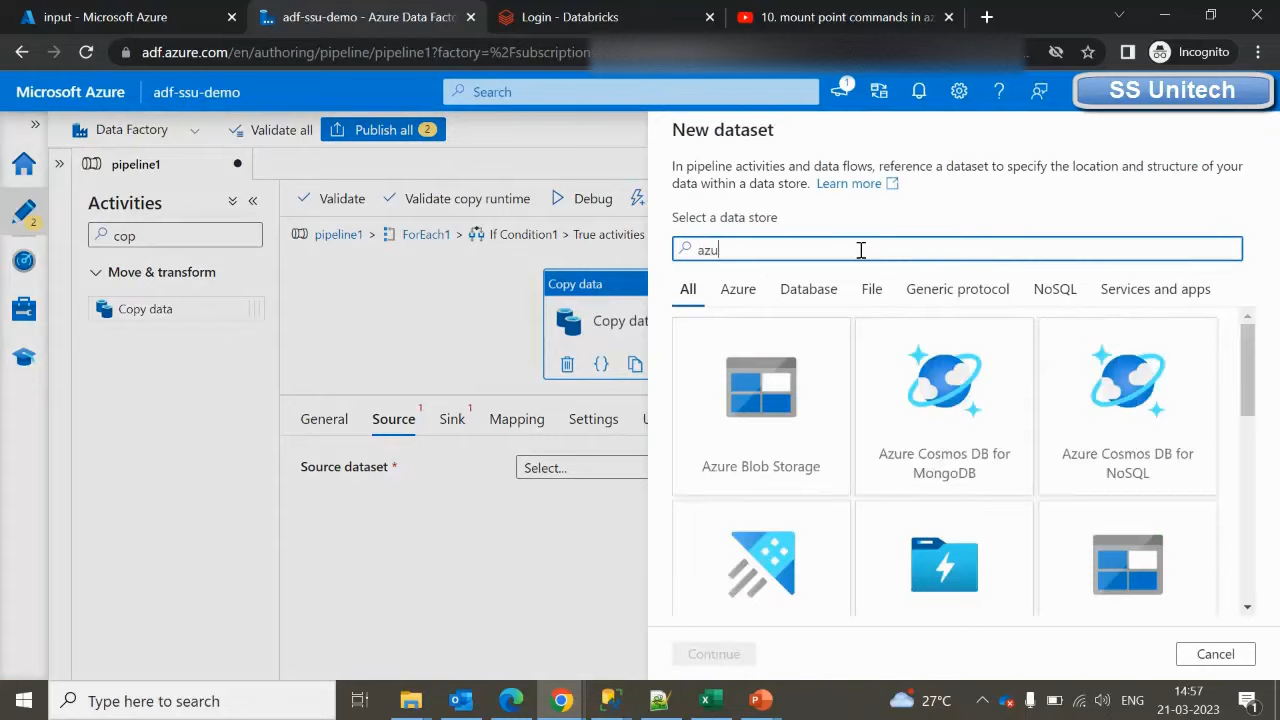 input - Microsoft Azure
adf-ssu-demo - Azure Data Facto
Login - Databricks
10. mount point commands in az
adf.azure.com/en/authoring/pipeline/pipeline1?factory=%2Fsubscription
Incognito
Microsoft Azure
adf-ssu-demo
Search
1
SS Unitech
Data Factory
Validate all
Publish all
2
New dataset
In pipeline activities and data flows, reference a dataset to specify the location and structure of your
data within a data store. Learn more
pipeline1
Activities
cop
Move & transform
Copy data
Validate
Validate copy runtime
Debug
pipeline1 > ForEach1 > If Condition1 > True activities
Copy data
Copy dat
General
Source
1
Sink
1
Mapping
Settings
U
Source dataset *
Select...
2
Select a data store
azu
All
Azure
Database
File
Generic protocol
NoSQL
Services and apps
Azure Blob Storage
Azure Cosmos DB for
MongoDB
Azure Cosmos DB for
NoSQL
Continue
Cancel
Type here to search
27°C
ENG
14:57
21-03-2023
1